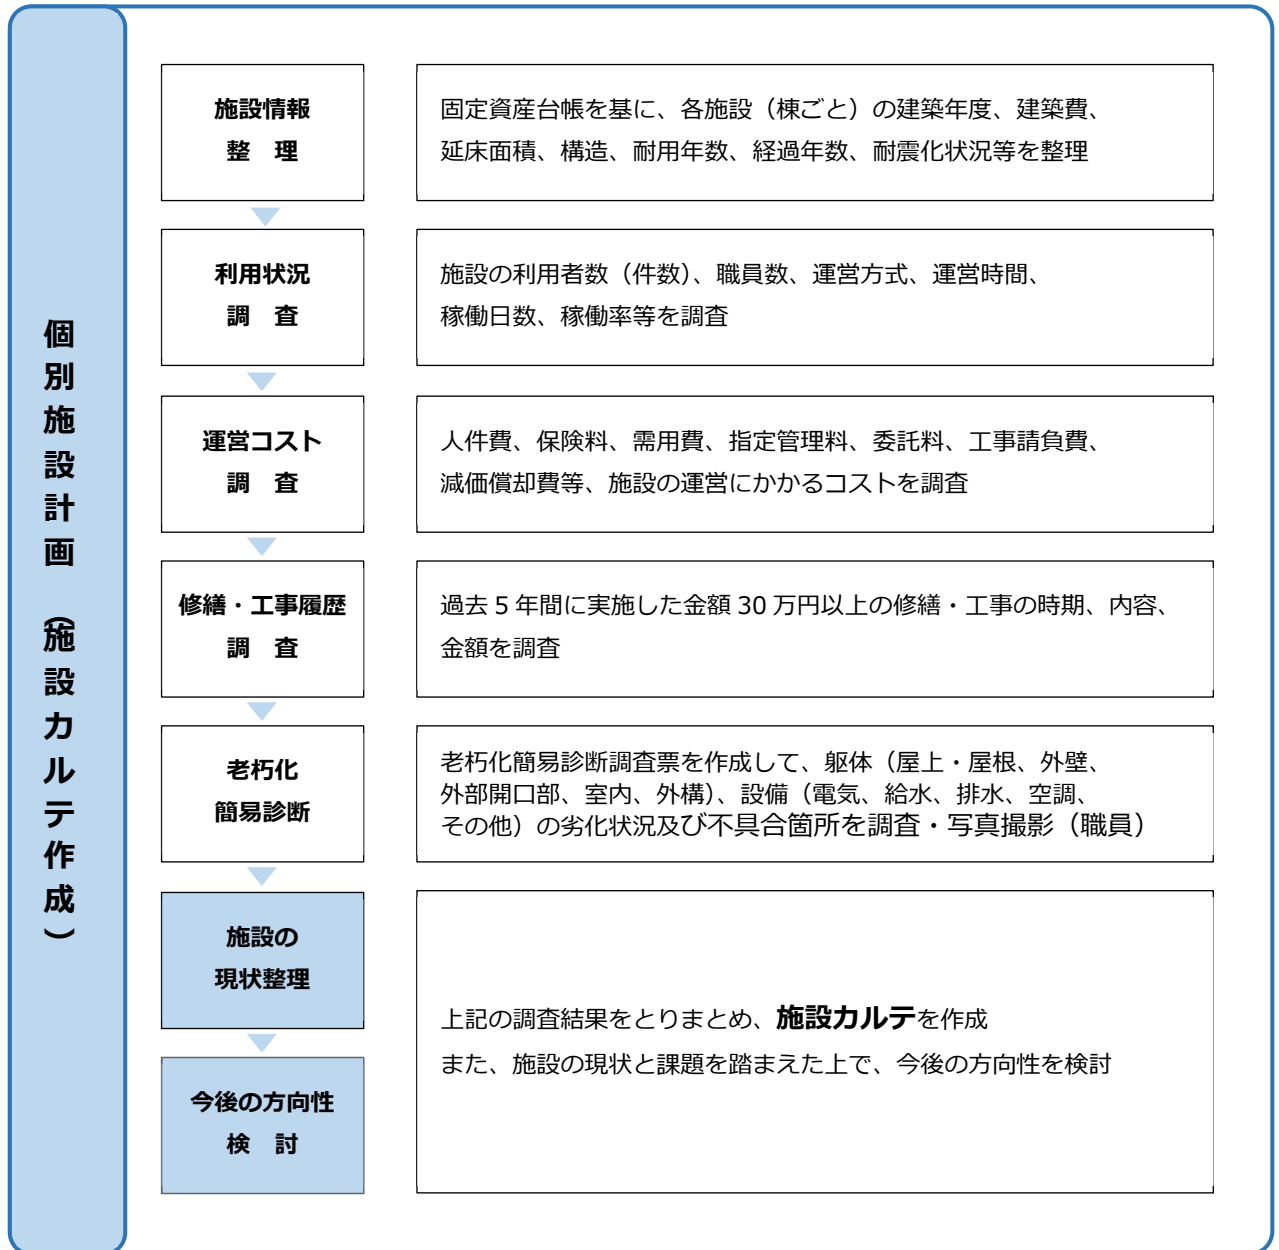 個別施設計画（施設カルテ作成）
施設情報
整　理
固定資産台帳を基に、各施設（棟ごと）の建築年度、建築費、
延床面積、構造、耐用年数、経過年数、耐震化状況等を整理
利用状況
調　査
施設の利用者数（件数）、職員数、運営方式、運営時間、
稼働日数、稼働率等を調査
運営コスト
調　査
人件費、保険料、需用費、指定管理料、委託料、工事請負費、
減価償却費等、施設の運営にかかるコストを調査
修繕・工事履歴
調　査
過去 5 年間に実施した金額 30 万円以上の修繕・工事の時期、内容、
金額を調査
老朽化
簡易診断
老朽化簡易診断調査票を作成して、躯体（屋上・屋根、外壁、
外部開口部、室内、外構）、設備（電気、給水、排水、空調、
その他）の劣化状況及び不具合箇所を調査・写真撮影（職員）
施設の
現状整理
今後の方向性
検　討
上記の調査結果をとりまとめ、施設カルテを作成
また、施設の現状と課題を踏まえた上で、今後の方向性を検討